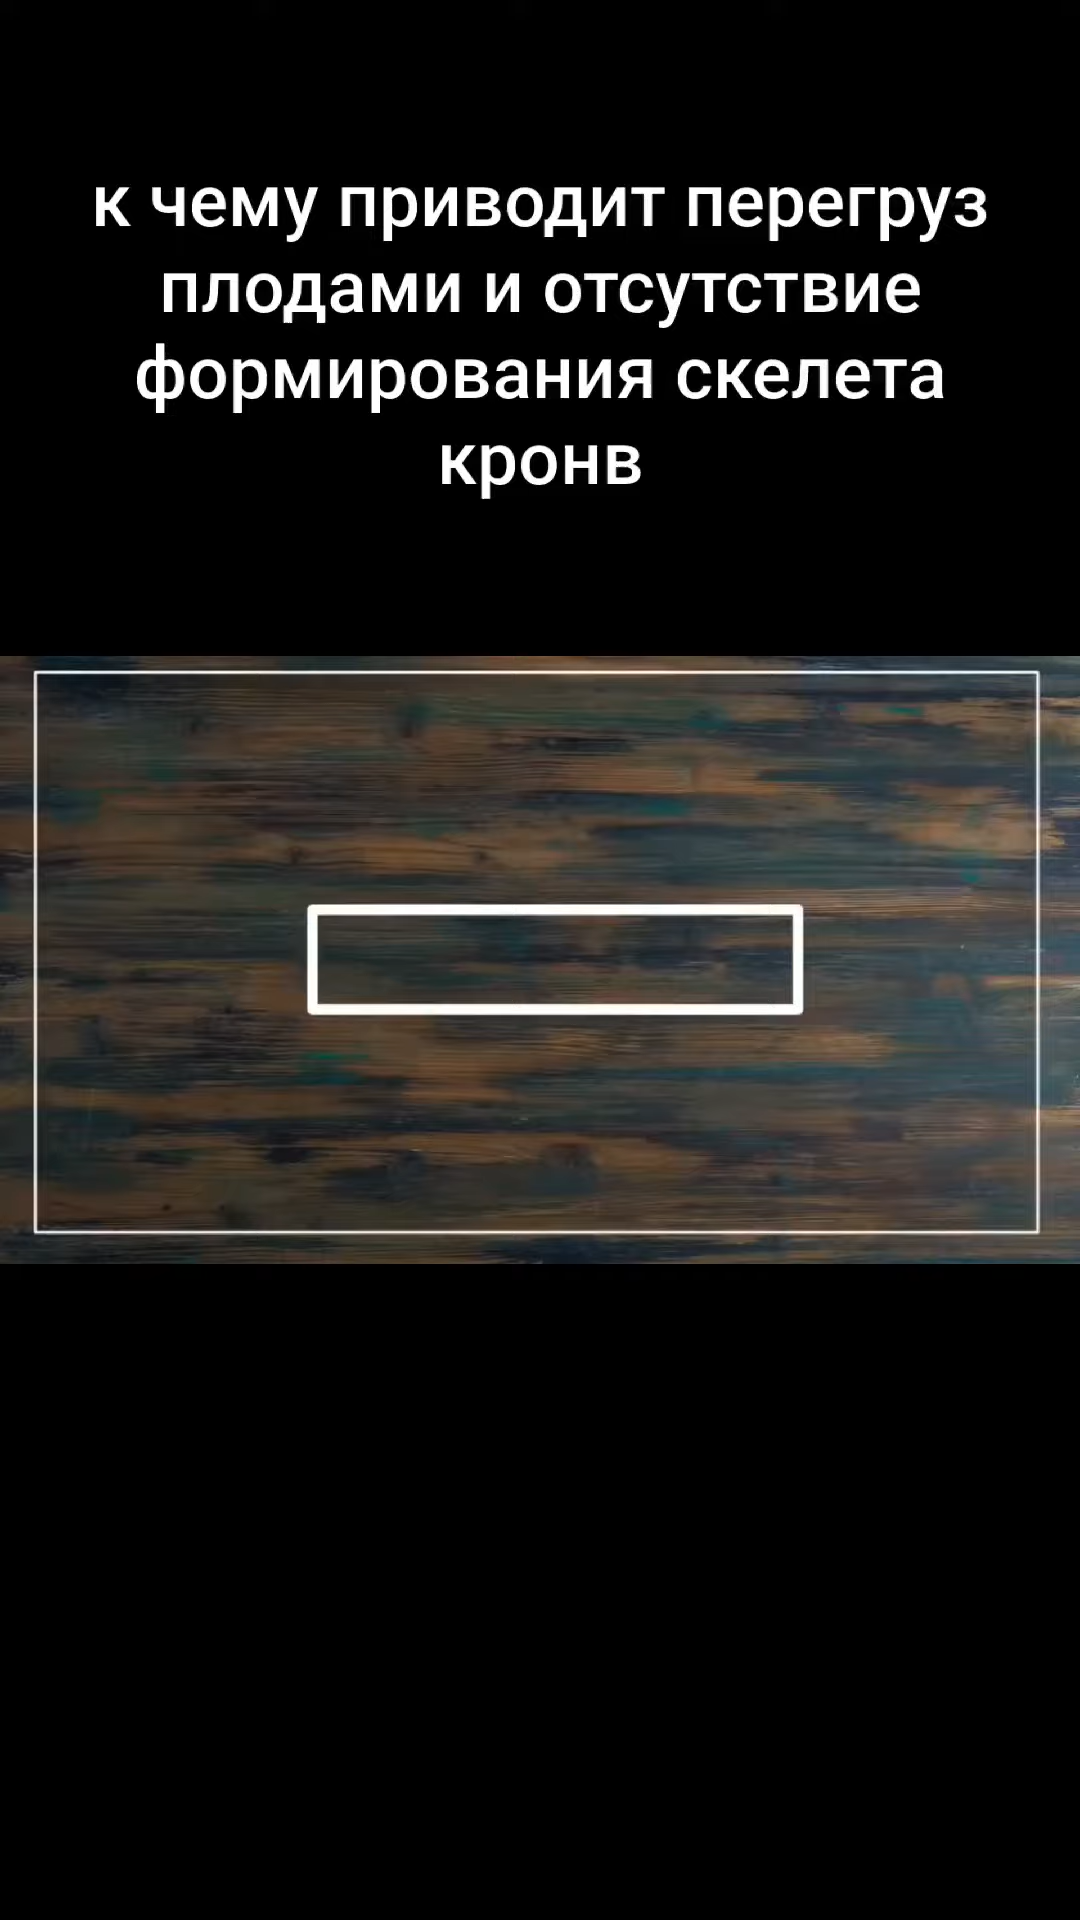 к чему приводит перегруз
плодами и отсутствие
формирования скелета
кронв